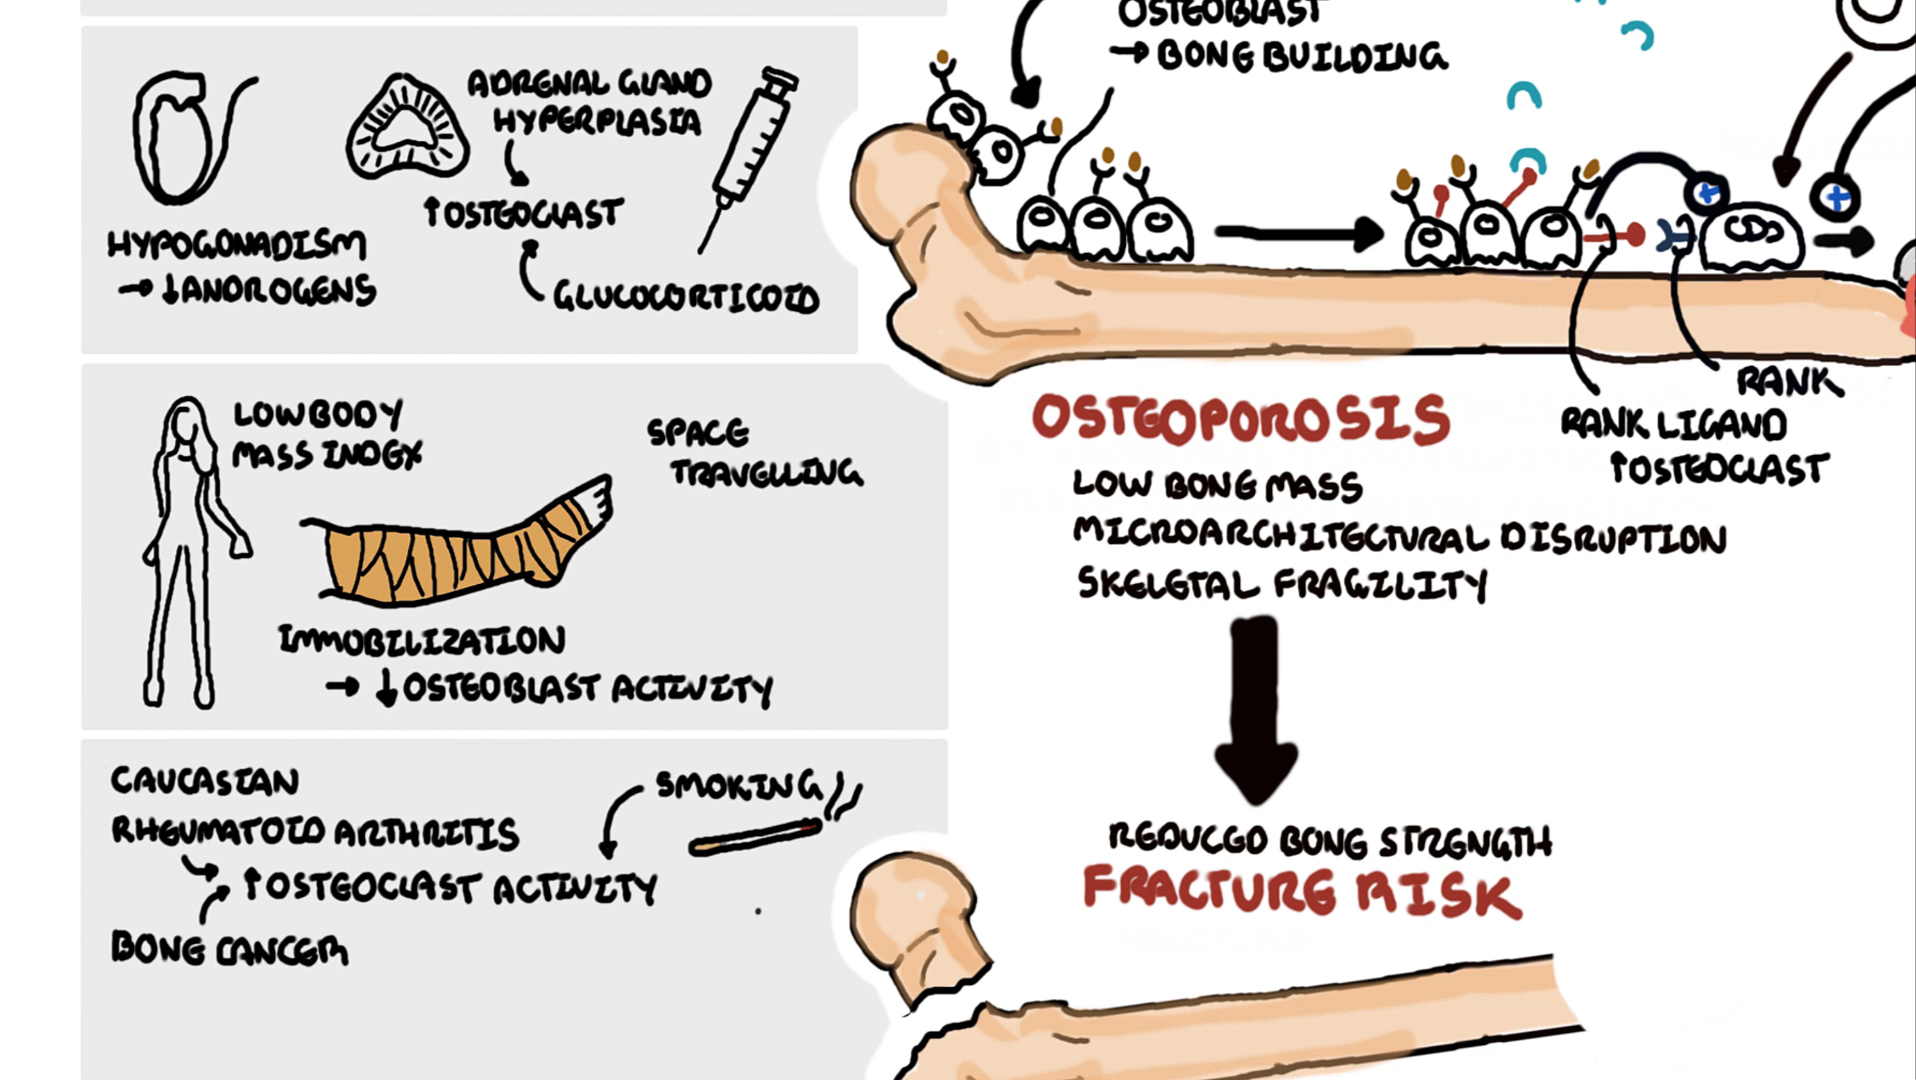 OSTEOBLAST
→ BONE BUILDING
ADRENAL GLAND
HYPERPLASIA
↑OSTEOCLAST
HYPOGONADISM
→ ↓ANDROGENS
GLUCOCORTICOID
LOW BODY
MASS INDEX
SPACE
TRAVELLING
IMMOBILIZATION
→ ↓OSTEOBLAST ACTIVITY
CAUCASIAN
RHEUMATOID ARTHRITIS
SMOKING
↑OSTEOCLAST ACTIVITY
BONE CANCER
RANK
RANK LIGAND
↑OSTEOCLAST
OSTEOPOROSIS
LOW BONE MASS
MICROARCHITECTURAL DISRUPTION
SKELETAL FRAGILITY
REDUCED BONE STRENGTH
FRACTURE RISK